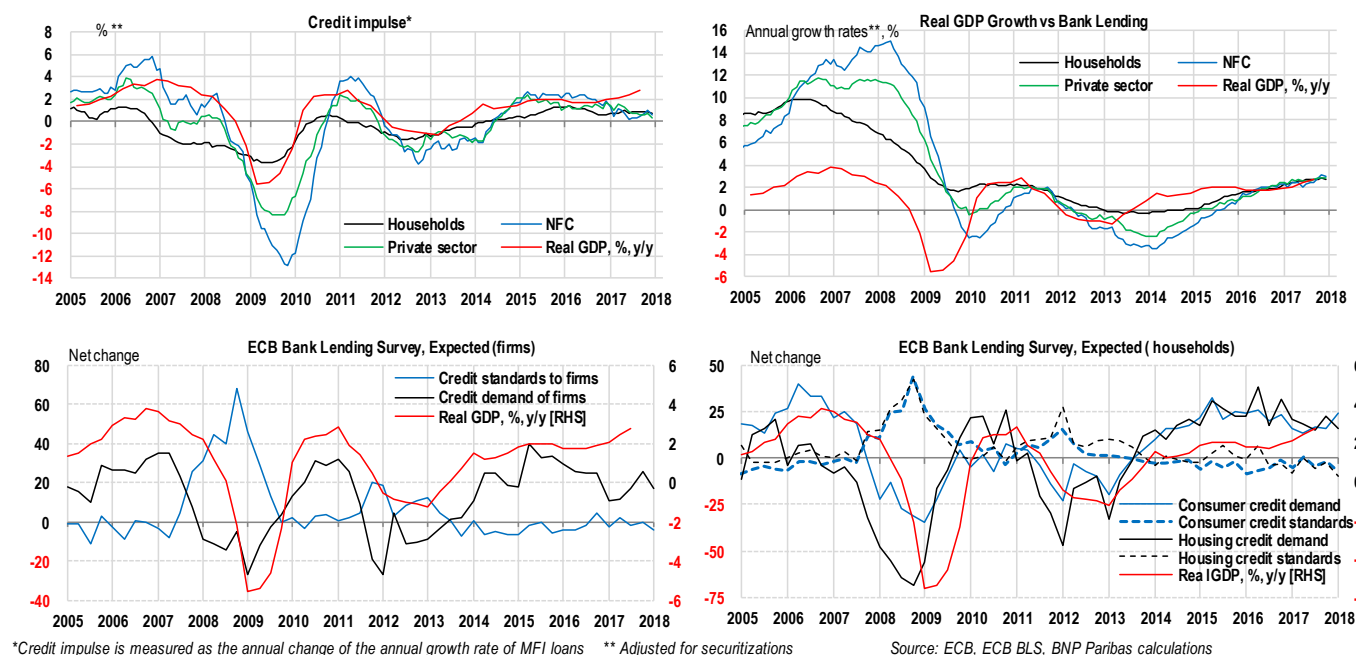 Credit impulse*
% **
8
6
4
2
0
-2
-4
-6
-8
-10
-12
-14
Households
NFC
Private sector
Real GDP, %, y/y
2005 2006 2007 2008 2009 2010 2011 2012 2013 2014 2015 2016 2017 2018
Real GDP Growth vs Bank Lending
Annual growth rates**, %
16
14
12
10
8
6
4
2
0
-2
-4
-6
Households
NFC
Private sector
Real GDP, %, y/y
2005 2006 2007 2008 2009 2010 2011 2012 2013 2014 2015 2016 2017 2018
ECB Bank Lending Survey, Expected (firms)
Net change
80
60
40
20
0
-20
-40
Credit standards to firms
Credit demand of firms
Real GDP, %, y/y [RHS]
6
4
2
0
-2
-4
-6
2005 2006 2007 2008 2009 2010 2011 2012 2013 2014 2015 2016 2017 2018
ECB Bank Lending Survey, Expected ( households)
Net change
50
25
0
-25
-50
-75
Consumer credit demand
Consumer credit standards
Housing credit demand
Housing credit standards
Rea lGDP, %, y/y [RHS]
2005 2006 2007 2008 2009 2010 2011 2012 2013 2014 2015 2016 2017 2018
*Credit impulse is measured as the annual change of the annual growth rate of MFI loans ** Adjusted for securitizations Source: ECB, ECB BLS, BNP Paribas calculations